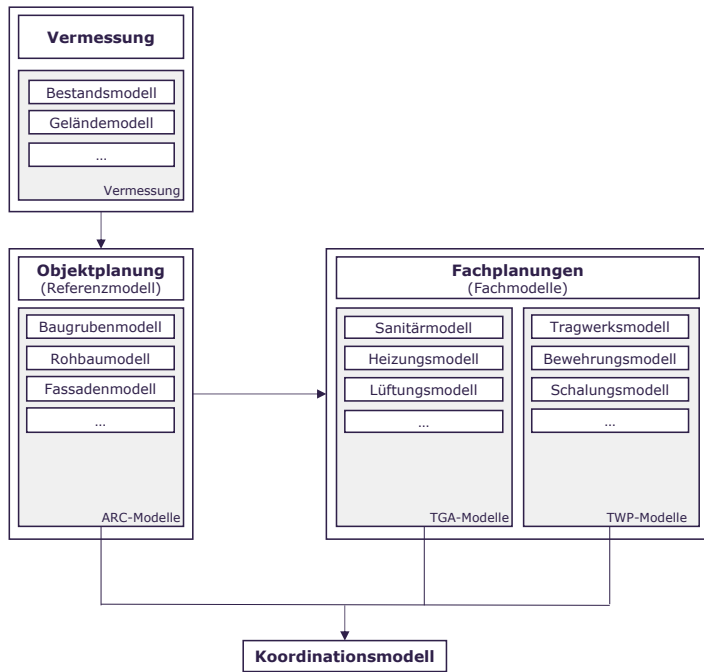 Vermessung
Bestandsmodell
Geländemodell
...
Vermessung
Objektplanung
(Referenzmodell)
Baugrubenmodell
Rohbaumodell
Fassadenmodell
...
ARC-Modelle
Fachplanungen
(Fachmodelle)
Sanitärmodell
Heizungsmodell
Lüftungsmodell
...
TGA-Modelle
Tragwerksmodell
Bewehrungsmodell
Schalungsmodell
...
TWP-Modelle
Koordinationsmodell